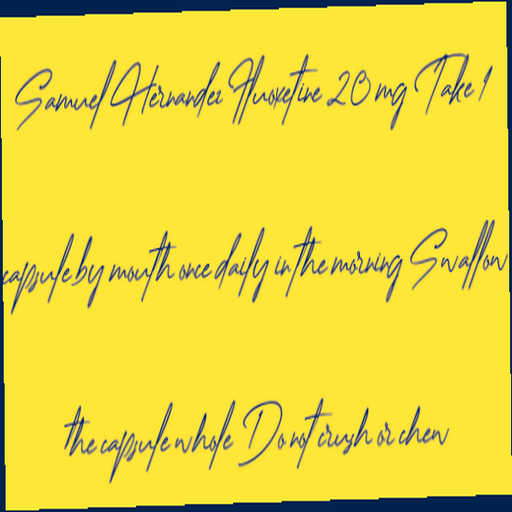 Samuel Hernandez Fluoxetine 20 mg Take 1
capsule by mouth once daily in the morning Swallow
the capsule whole Do not crush or chew